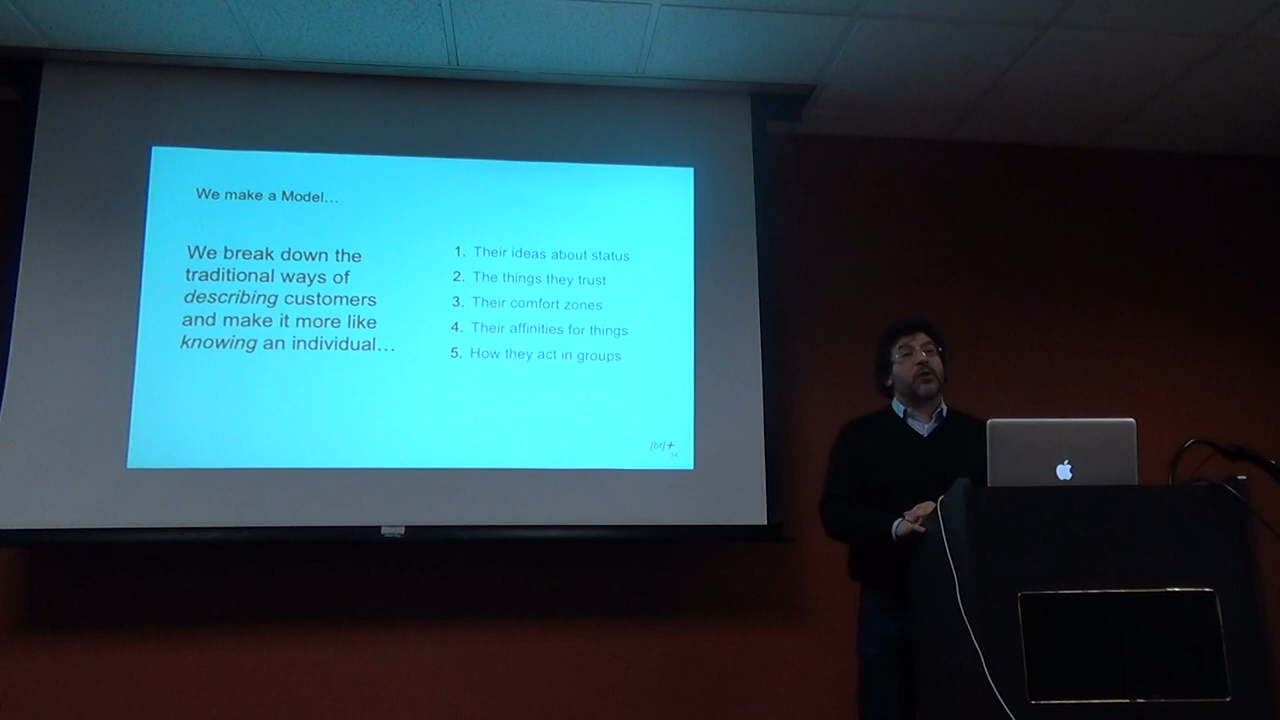 We make a Model…
We break down the
traditional ways of
describing customers
and make it more like
knowing an individual…
1. Their ideas about status
2. The things they trust
3. Their comfort zones
4. Their affinities for things
5. How they act in groups